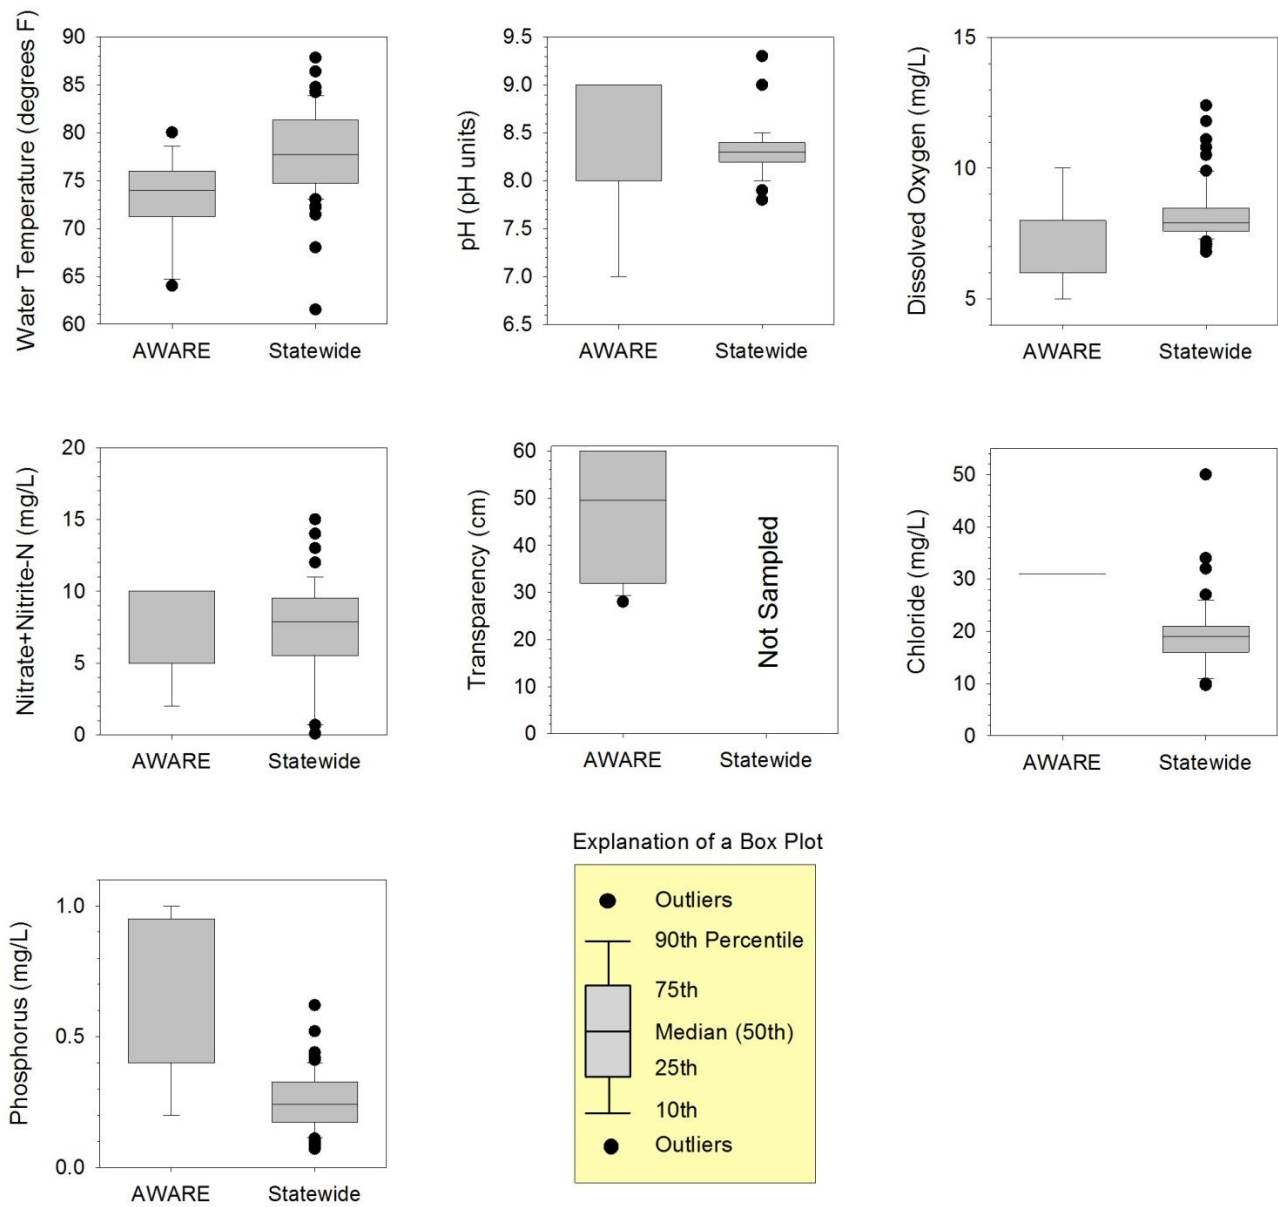 Water Temperature (degrees F)
90
85
80
75
70
65
60
AWARE
Statewide
pH (pH units)
9.5
9.0
8.5
8.0
7.5
7.0
6.5
AWARE
Statewide
Dissolved Oxygen (mg/L)
15
10
5
AWARE
Statewide
Nitrate+Nitrite-N (mg/L)
20
15
10
5
0
AWARE
Statewide
Transparency (cm)
60
50
40
30
20
10
0
Not Sampled
AWARE
Statewide
Chloride (mg/L)
50
40
30
20
10
0
AWARE
Statewide
Phosphorus (mg/L)
1.0
0.5
0.0
AWARE
Statewide
Explanation of a Box Plot
Outliers
90th Percentile
75th
Median (50th)
25th
10th
Outliers